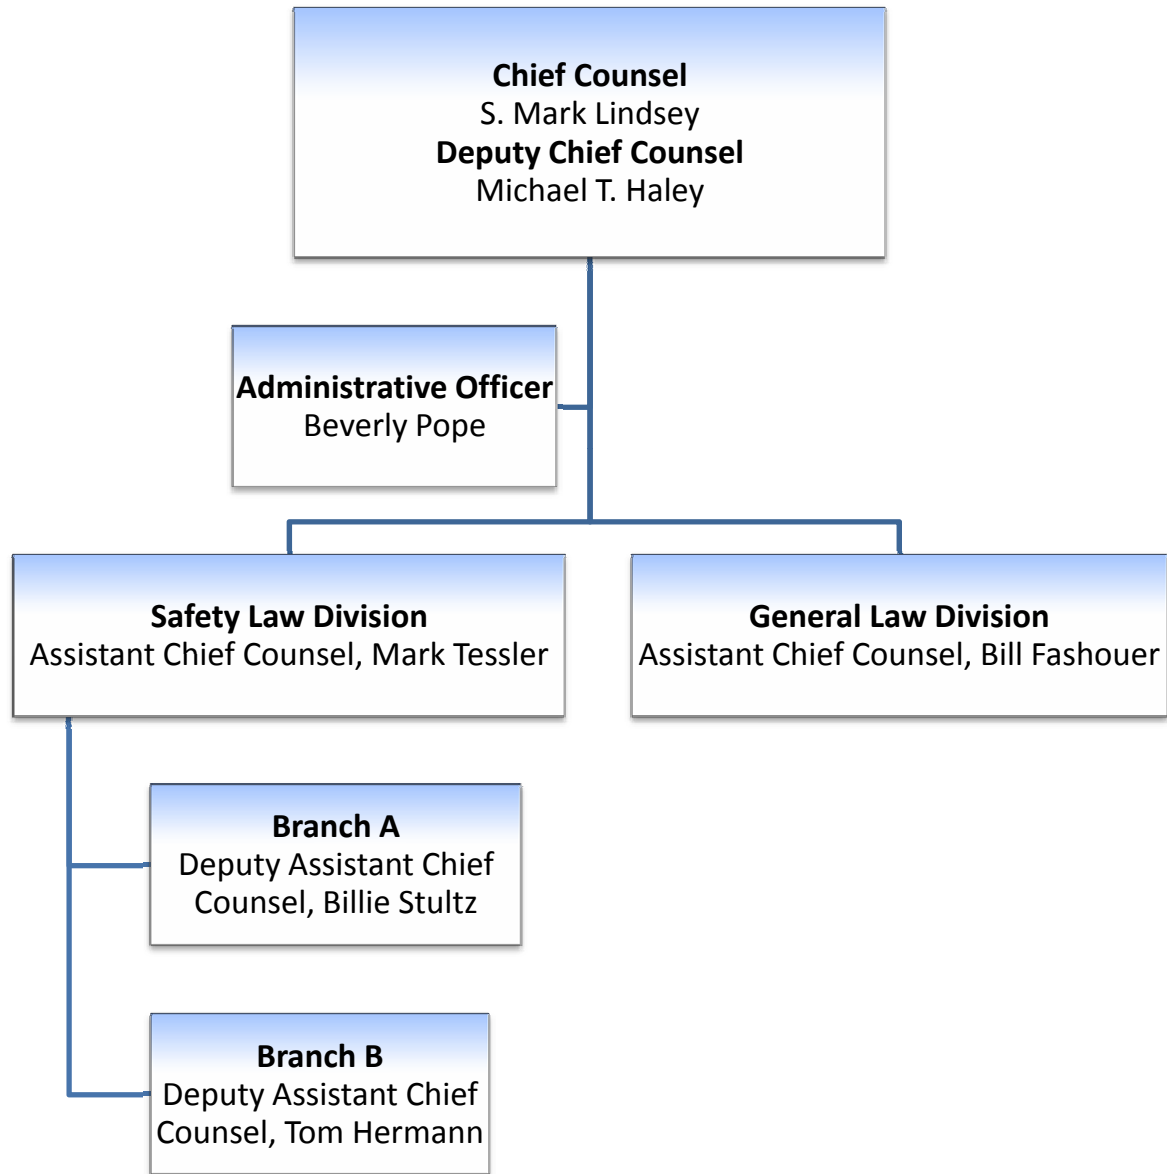 Chief Counsel
S. Mark Lindsey
Deputy Chief Counsel
Michael T. Haley
Administrative Officer
Beverly Pope
Safety Law Division
Assistant Chief Counsel, Mark Tessler
General Law Division
Assistant Chief Counsel, Bill Fashouer
Branch A
Deputy Assistant Chief
Counsel, Billie Stultz
Branch B
Deputy Assistant Chief
Counsel, Tom Hermann